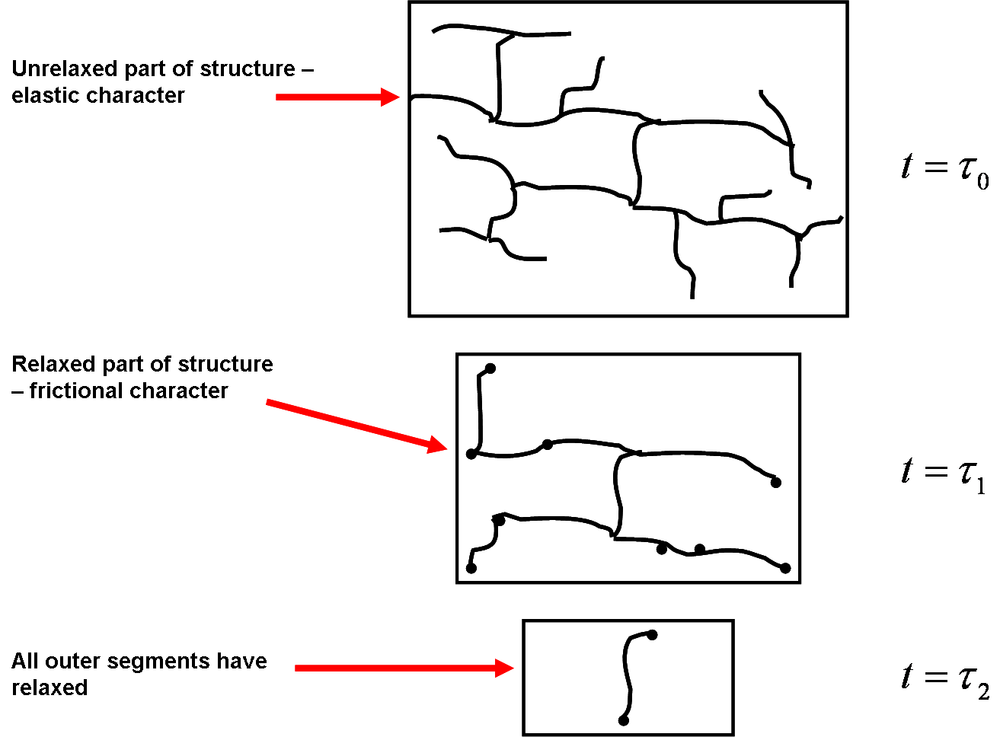 Unrelaxed part of structure –
elastic character
t = τ0
Relaxed part of structure
– frictional character
t = τ1
All outer segments have
relaxed
t = τ2